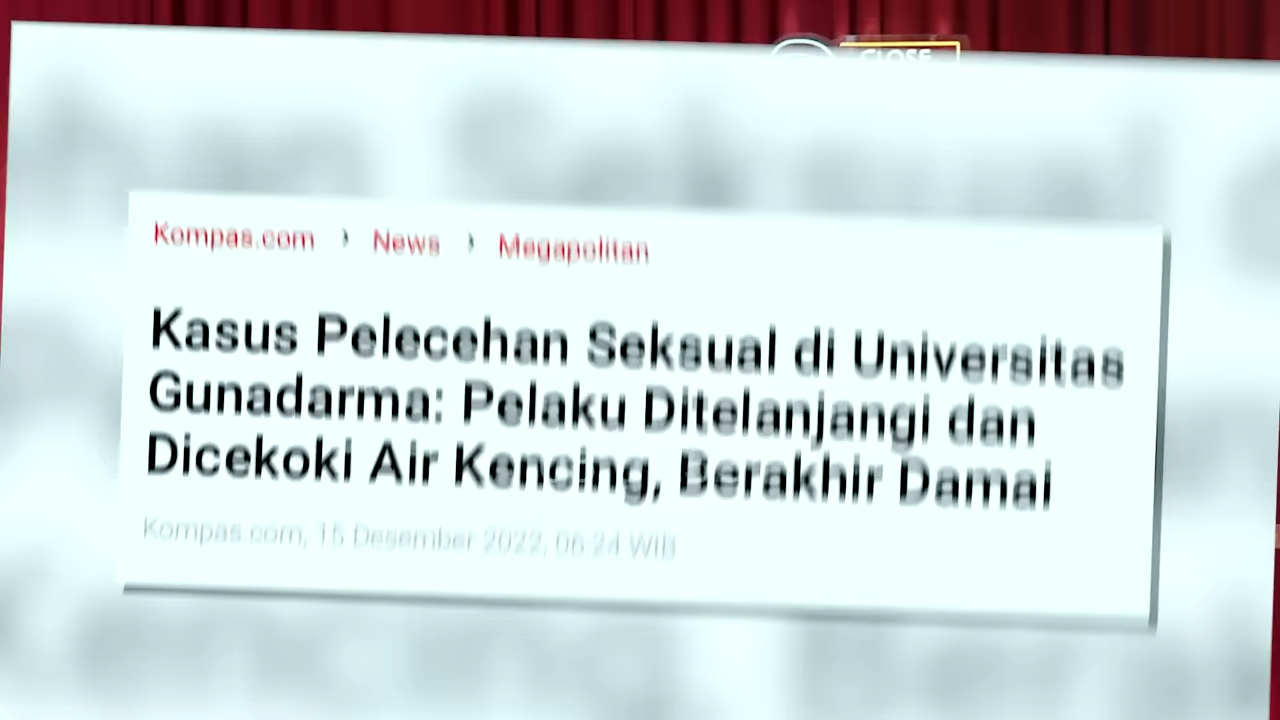 CLOSE
Kompas.com › News › Megapolitan
Kasus Pelecehan Seksual di Universitas
Gunadarma: Pelaku Ditelanjangi dan
Dicekoki Air Kencing, Berakhir Damai
Kompas.com, 15 Desember 2022, 06:24 WIB